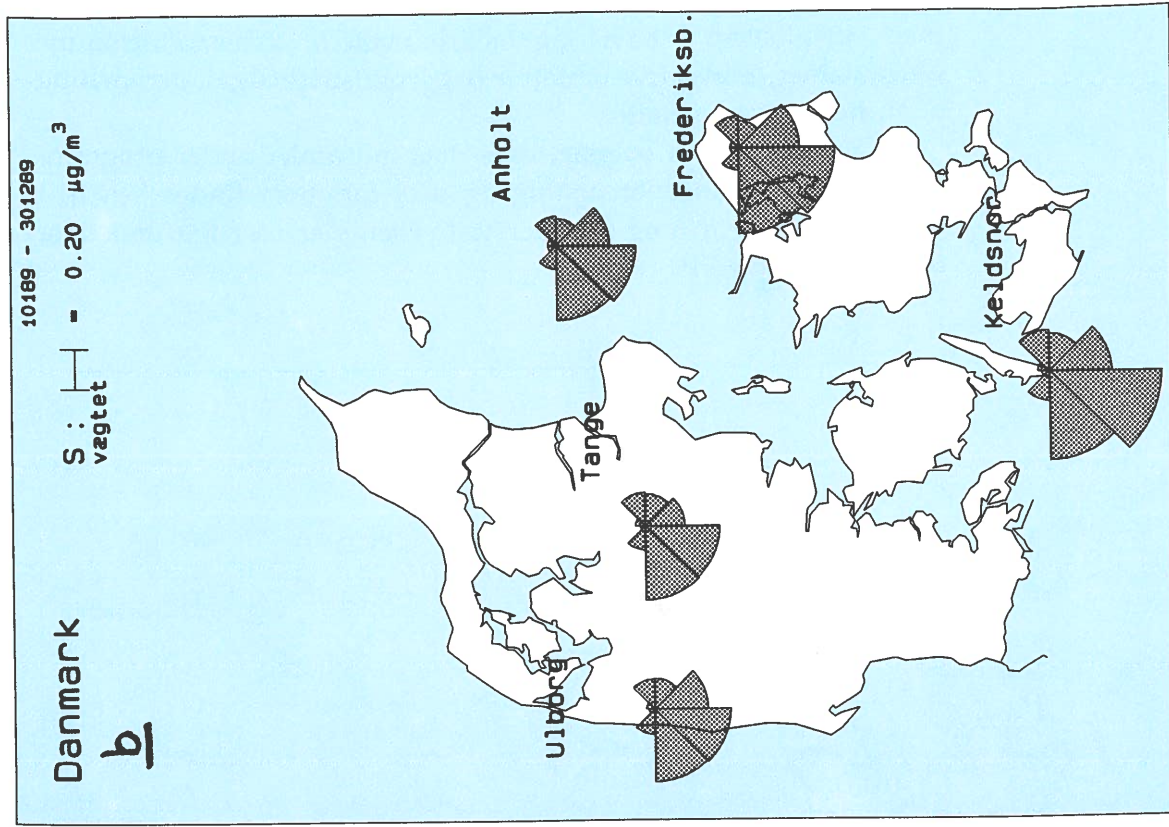 Danmark
b
10189 - 301289
S : = 0.20 µg/m³
vægtet
Anholt
Frederiksb.
Tange
Ulborg
Keldsnor